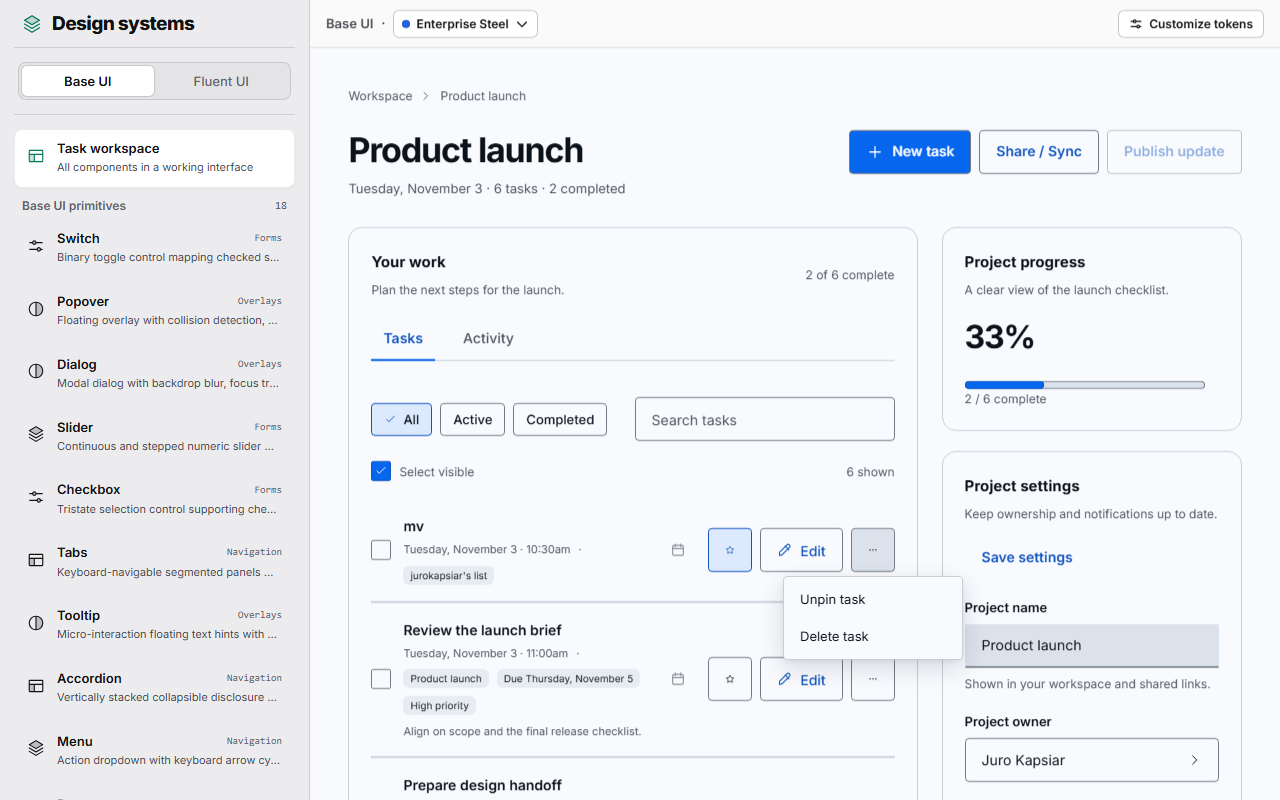 Design systems
Base UI
Fluent UI
Task workspace
All components in a working interface
Base UI primitives
18
Switch
Forms
Binary toggle control mapping checked s...
Popover
Overlays
Floating overlay with collision detection, ...
Dialog
Overlays
Modal dialog with backdrop blur, focus tr...
Slider
Forms
Continuous and stepped numeric slider ...
Checkbox
Forms
Tristate selection control supporting che...
Tabs
Navigation
Keyboard-navigable segmented panels ...
Tooltip
Overlays
Micro-interaction floating text hints with ...
Accordion
Navigation
Vertically stacked collapsible disclosure ...
Menu
Navigation
Action dropdown with keyboard arrow cy...
Base UI ·
Enterprise Steel
Customize tokens
Workspace
Product launch
Product launch
Tuesday, November 3 · 6 tasks · 2 completed
New task
Share / Sync
Publish update
Your work
Plan the next steps for the launch.
2 of 6 complete
Tasks
Activity
All
Active
Completed
Search tasks
Select visible
6 shown
mv
Tuesday, November 3 · 10:30am ·
jurokapsiar's list
Edit
Unpin task
Delete task
Review the launch brief
Tuesday, November 3 · 11:00am ·
Product launch
Due Thursday, November 5
High priority
Align on scope and the final release checklist.
Edit
Prepare design handoff
Project progress
A clear view of the launch checklist.
33%
2 / 6 complete
Project settings
Keep ownership and notifications up to date.
Save settings
Project name
Product launch
Shown in your workspace and shared links.
Project owner
Juro Kapsiar